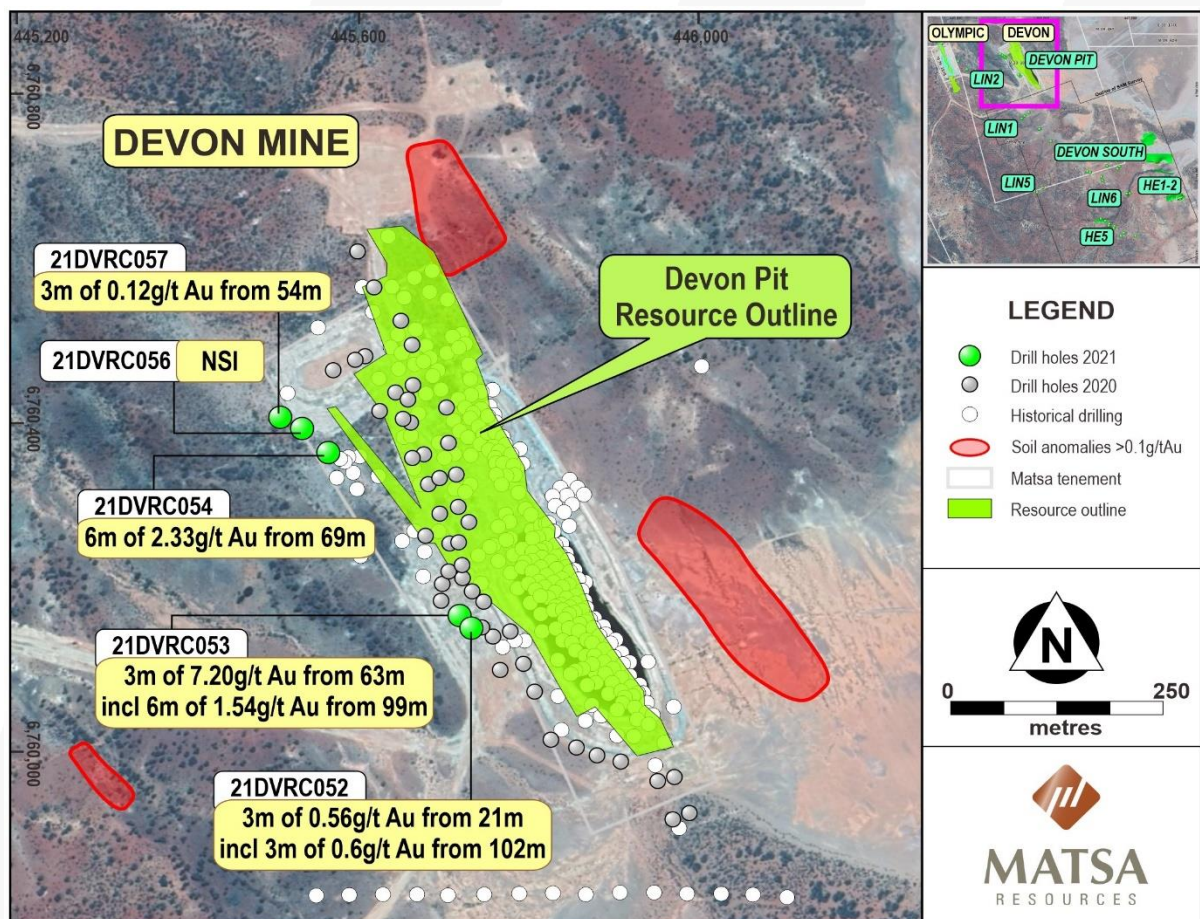 445,200
445,600
446,000
6,760,800
6,760,400
6,760,000
DEVON MINE
21DVRC057
3m of 0.12g/t Au from 54m
21DVRC056
NSI
21DVRC054
6m of 2.33g/t Au from 69m
21DVRC053
3m of 7.20g/t Au from 63m
incl 6m of 1.54g/t Au from 99m
21DVRC052
3m of 0.56g/t Au from 21m
incl 3m of 0.6g/t Au from 102m
Devon Pit
Resource Outline
OLYMPIC
DEVON
DEVON PIT
LIN2
LIN1
DEVON SOUTH
LIN5
HE1-2
LIN6
HE5
LEGEND
Drill holes 2021
Drill holes 2020
Historical drilling
Soil anomalies >0.1g/tAu
Matsa tenement
Resource outline
N
0
250
metres
MATSA
RESOURCES